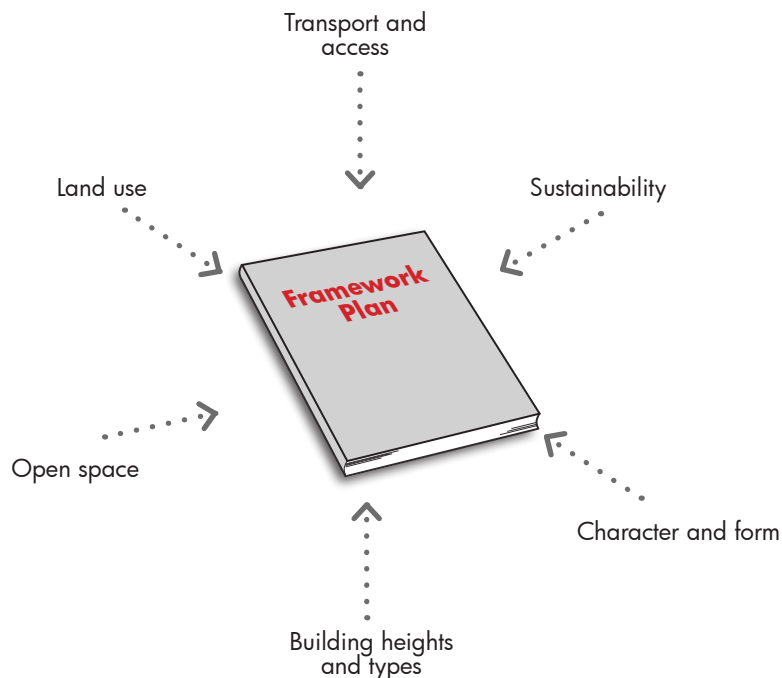 Transport and
access
Land use
Sustainability
Framework
Plan
Open space
Character and form
Building heights
and types